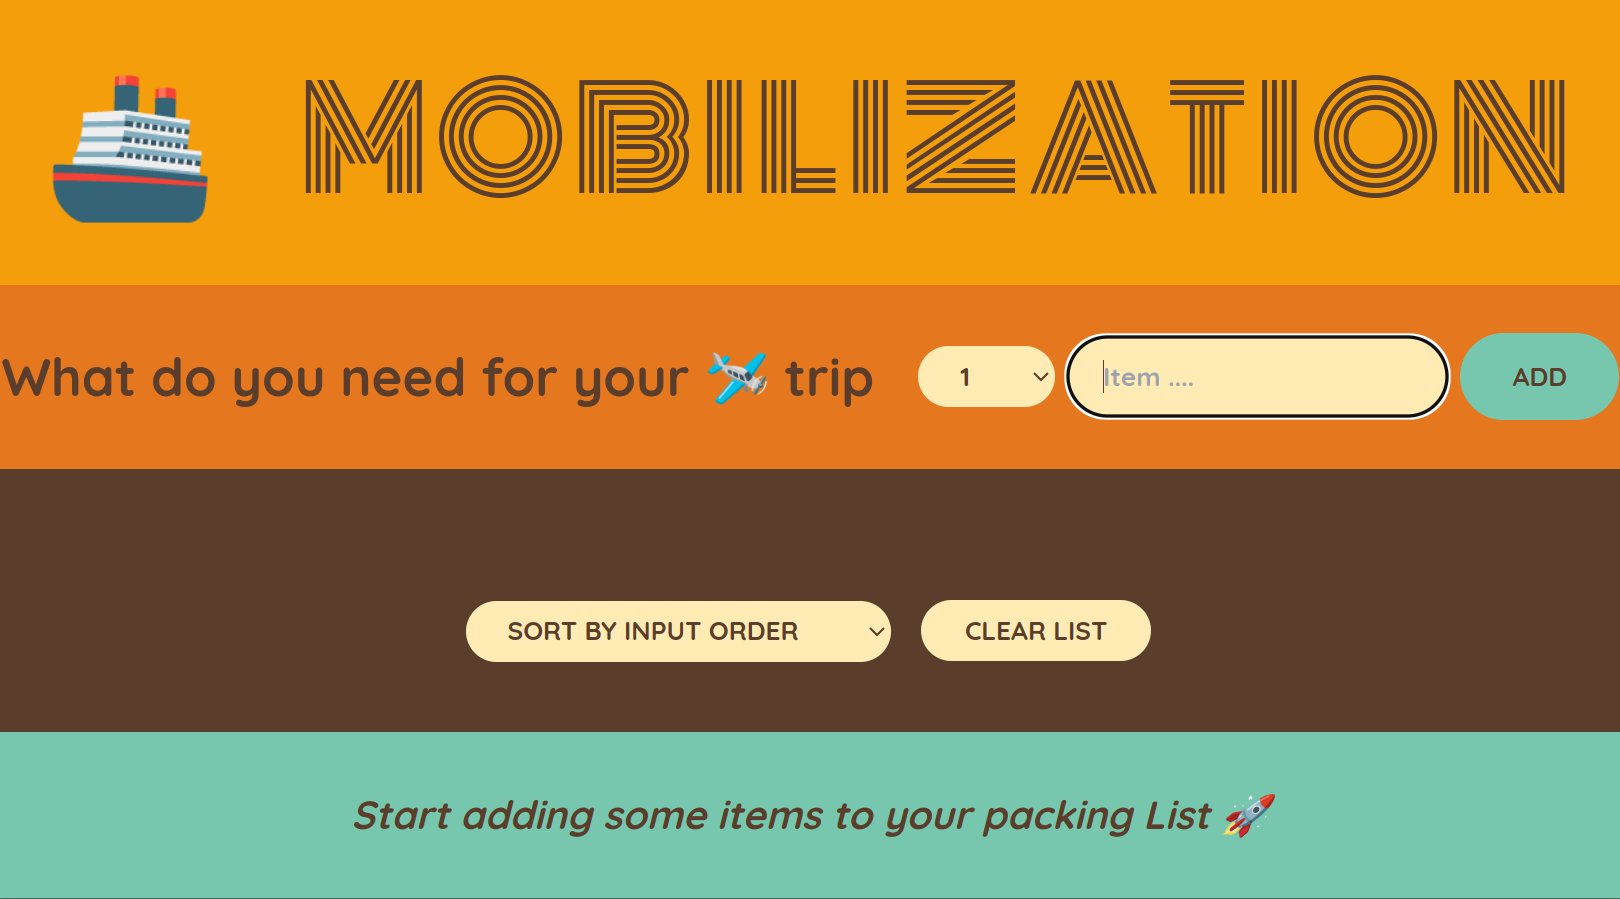 MOBILIZATION
What do you need for your 🛩️ trip 1 Item .... ADD
SORT BY INPUT ORDER CLEAR LIST
Start adding some items to your packing List 🚀